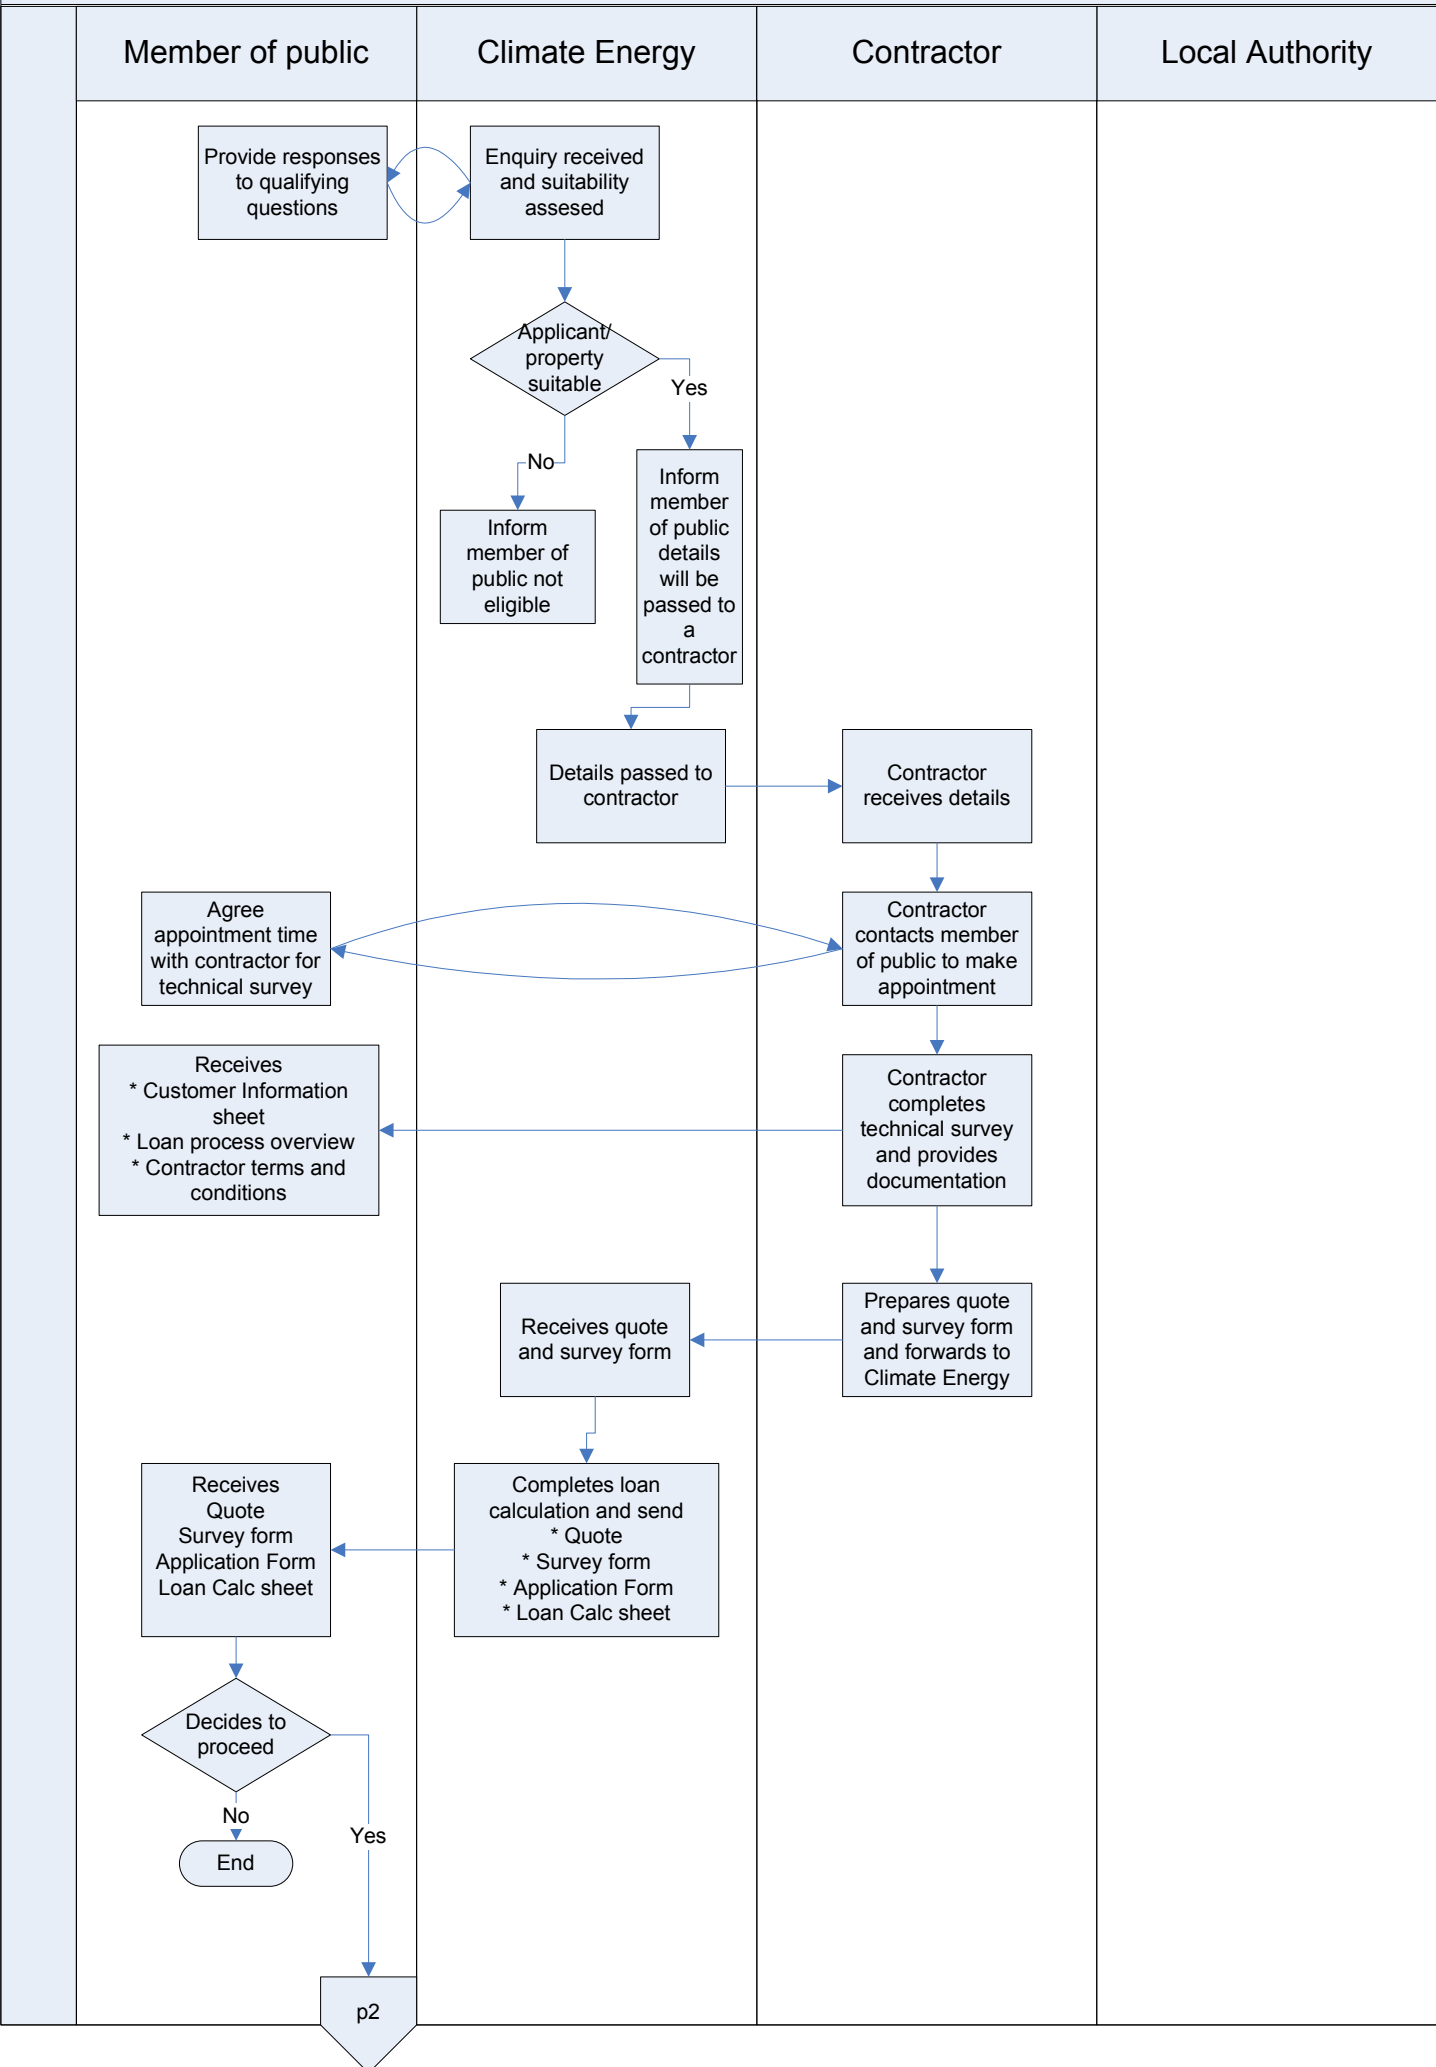 Member of public
Climate Energy
Contractor
Local Authority
Provide responses
to qualifying
questions
Enquiry received
and suitability
assesed
Applicant/
property
suitable
Yes
No
Inform
member of
public not
eligible
Inform
member
of public
details
will be
passed to
a
contractor
Details passed to
contractor
Contractor
receives details
Agree
appointment time
with contractor for
technical survey
Contractor
contacts member
of public to make
appointment
Receives
* Customer Information
sheet
* Loan process overview
* Contractor terms and
conditions
Contractor
completes
technical survey
and provides
documentation
Receives quote
and survey form
Prepares quote
and survey form
and forwards to
Climate Energy
Receives
Quote
Survey form
Application Form
Loan Calc sheet
Completes loan
calculation and send
* Quote
* Survey form
* Application Form
* Loan Calc sheet
Decides to
proceed
No
Yes
End
p2